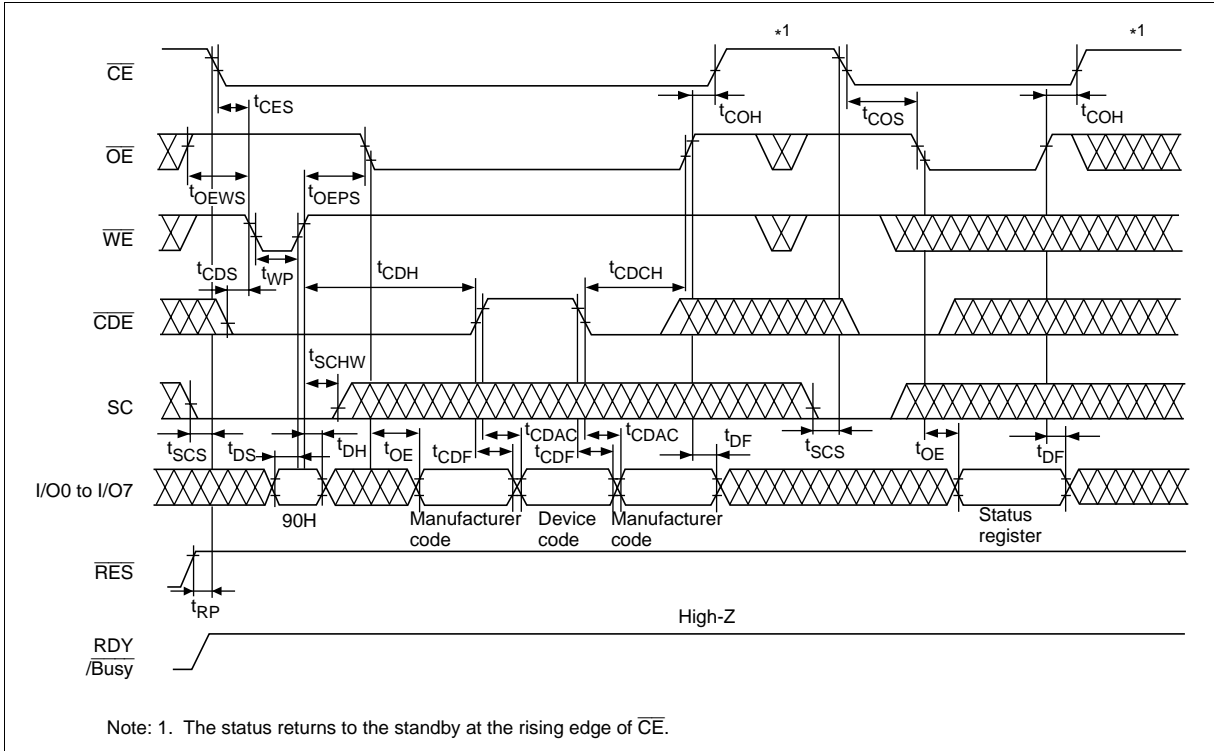 *1 *1
CE
tCES
tCOH
tCOS
tCOH
OE
tOEWS
tOEPS
WE
tCDS
tWP
tCDH
tCDCH
CDE
tSCHW
SC
tSCS
tDS
tDH
tOE
tCDF
tCDAC
tCDF
tCDAC
tDF
tSCS
tOE
tDF
I/O0 to I/O7
90H
Manufacturer
code
Device
code
Manufacturer
code
Status
register
RES
tRP
High-Z
RDY
/Busy
Note: 1. The status returns to the standby at the rising edge of CE.